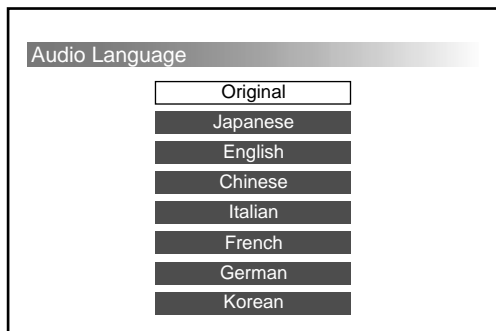 Audio Language
Original
Japanese
English
Chinese
Italian
French
German
Korean